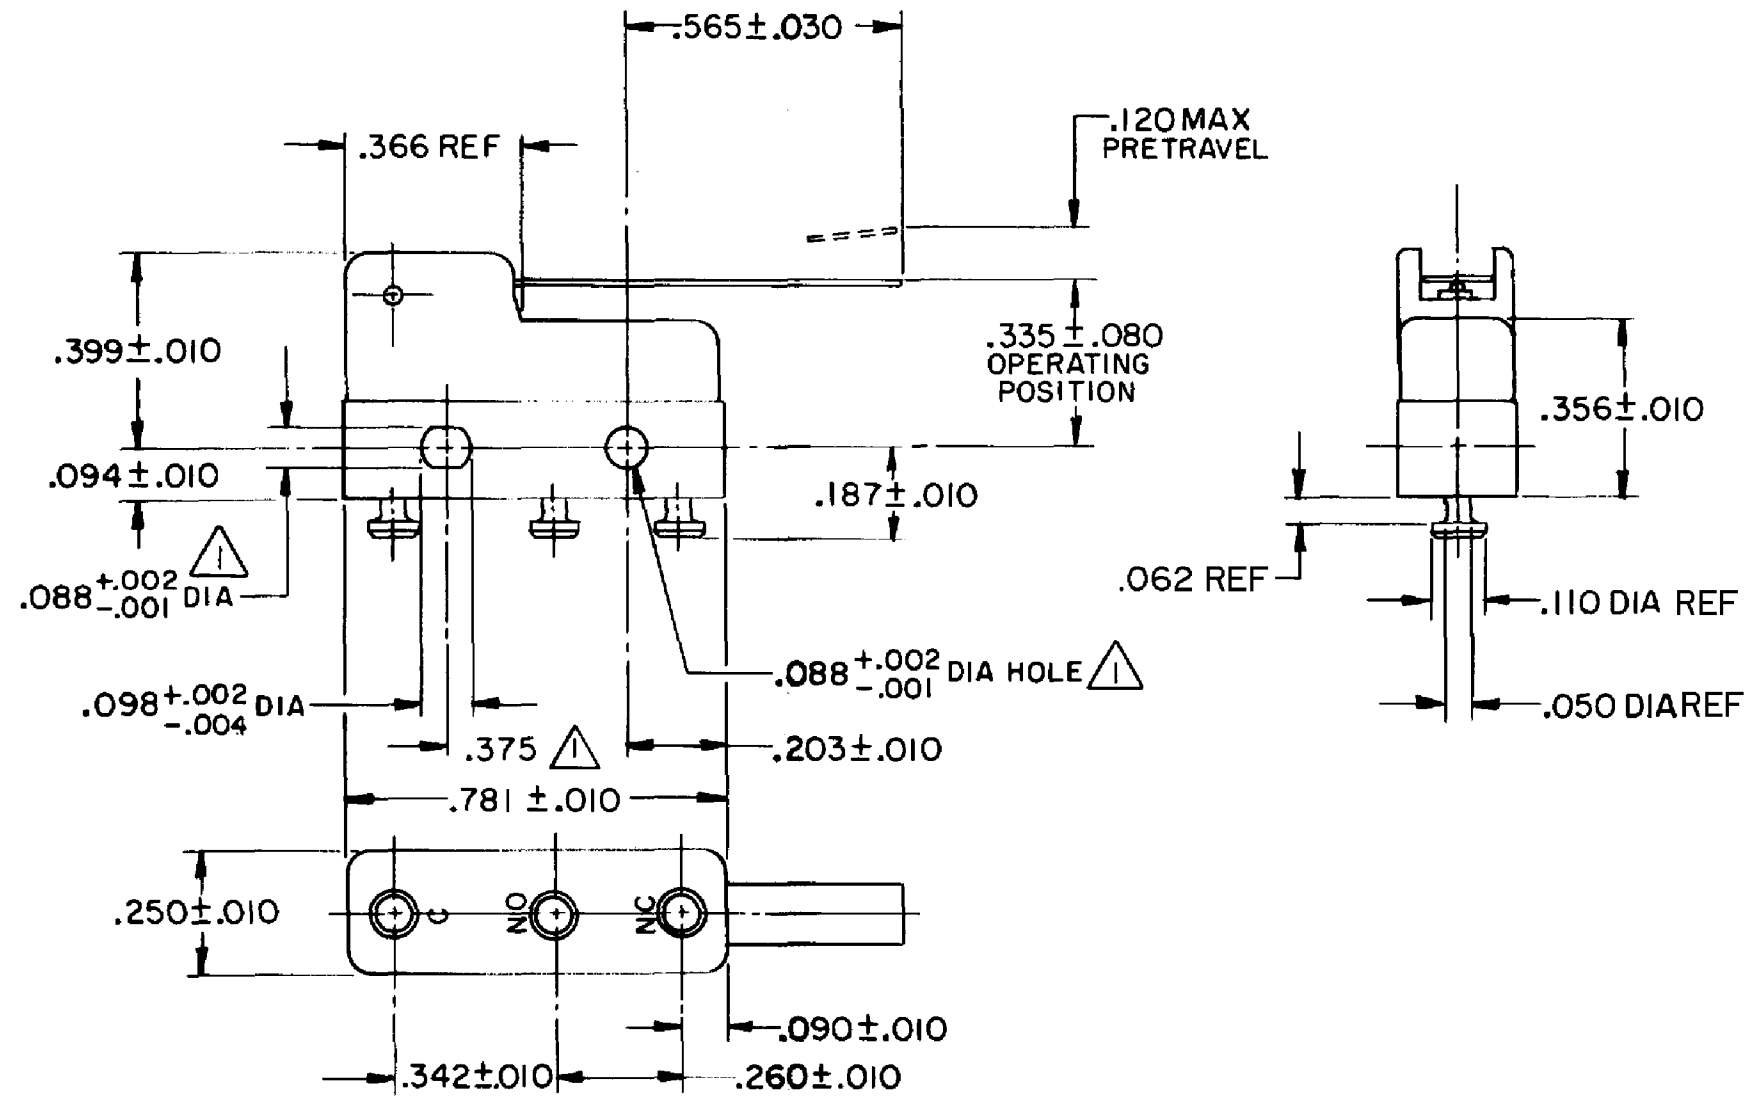 .565±.030
.120 MAX
PRETRAVEL
.366 REF
.399±.010
.335±.080
OPERATING
POSITION
.356±.010
.094±.010
.187±.010
1
.088 +.002 -.001 DIA
.062 REF
.110 DIA REF
.088 +.002 -.001 DIA HOLE 1
.098 +.002 -.004 DIA
.050 DIA REF
.375 1
.203±.010
.781±.010
.250±.010
C
NO
NC
.090±.010
.342±.010
.260±.010